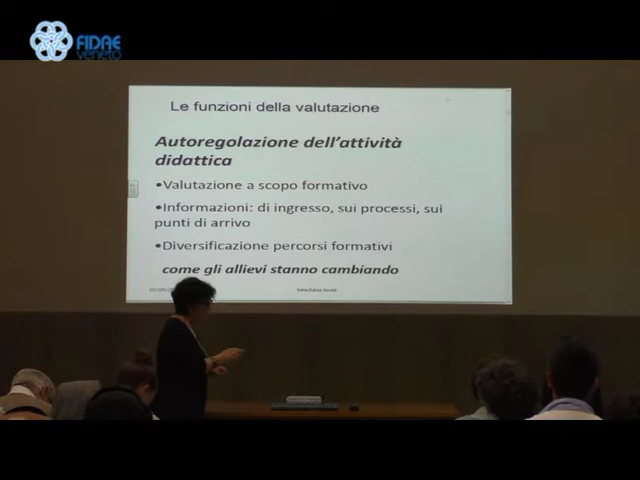 FIDAE
veneto
Le funzioni della valutazione
Autoregolazione dell'attività
didattica
•Valutazione a scopo formativo
•Informazioni: di ingresso, sui processi, sui
punti di arrivo
•Diversificazione percorsi formativi
come gli allievi stanno cambiando